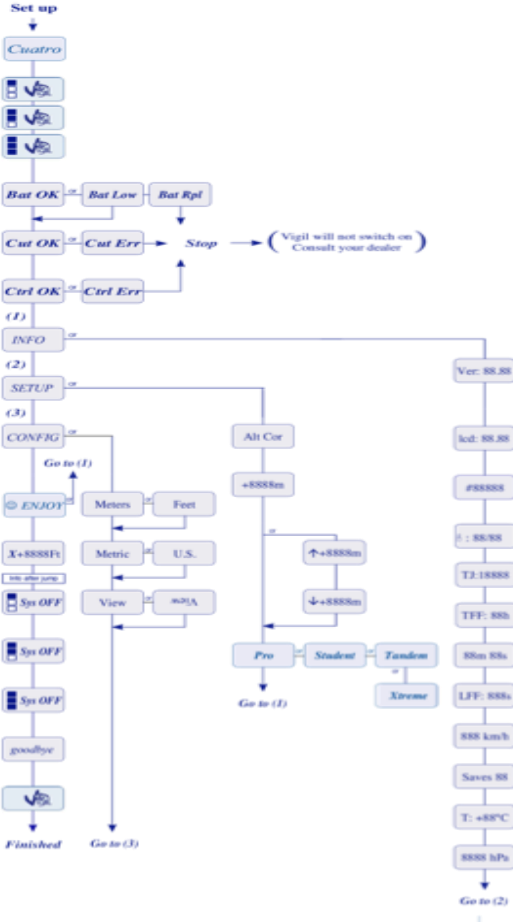 Set up
Cuatro
Bat OK or Bat Low Bat Rpl
Cut OK or Cut Err Stop (Vigil will not switch on
Consult your dealer)
Ctrl OK or Ctrl Err
(1)
INFO or
(2)
SETUP or
(3)
CONFIG or
Go to (1)
☺ ENJOY or
X+8888Ft
Info after jump
Sys OFF
Sys OFF
Sys OFF
goodbye
Finished
Meters or Feet
Metric or U.S.
View or View
Go to (3)
Alt Cor
+8888m
or
↑+8888m
↓+8888m
Pro or Student or Tandem
or
Xtreme
Go to (1)
Ver: 88.88
lcd: 88.88
#88888
: 88/88
TJ:18888
TFF: 88h
88m 88s
LFF: 888s
888 km/h
Saves 88
T: +88°C
8888 hPa
Go to (2)